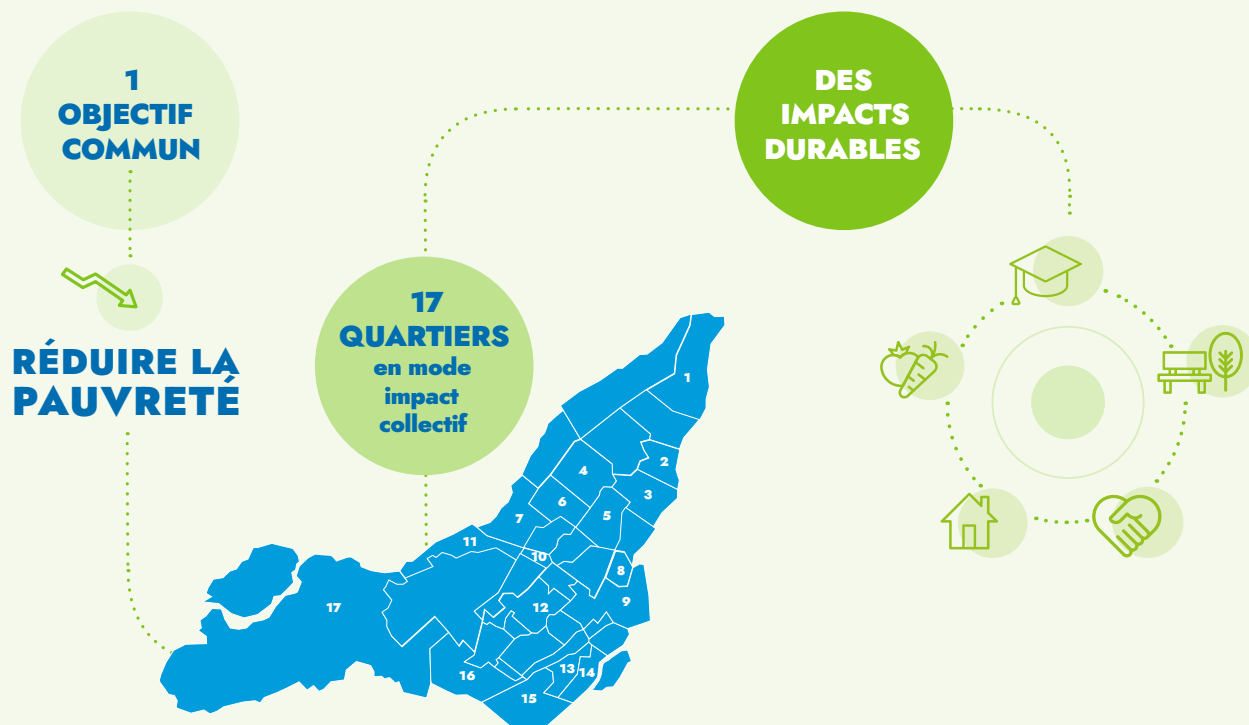 1
OBJECTIF
COMMUN
RÉDUIRE LA
PAUVRETÉ
17
QUARTIERS
en mode
impact
collectif
DES
IMPACTS
DURABLES
1
2
4
3
6
7
5
11
10
8
17
12
9
16
13
14
15